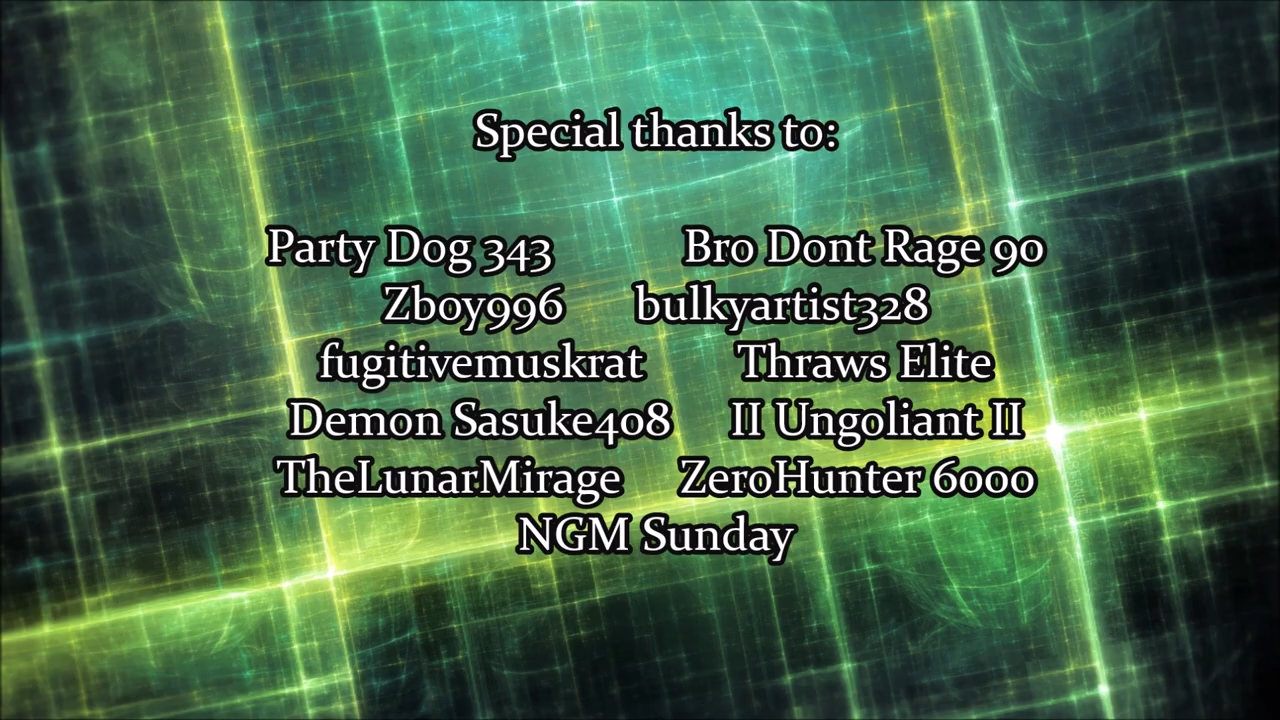 Special thanks to:
Party Dog 343 Bro Dont Rage 90
Zboy996 bulkyartist328
fugitivemuskrat Thraws Elite
Demon Sasuke408 II Ungoliant II
TheLunarMirage ZeroHunter 6000
NGM Sunday